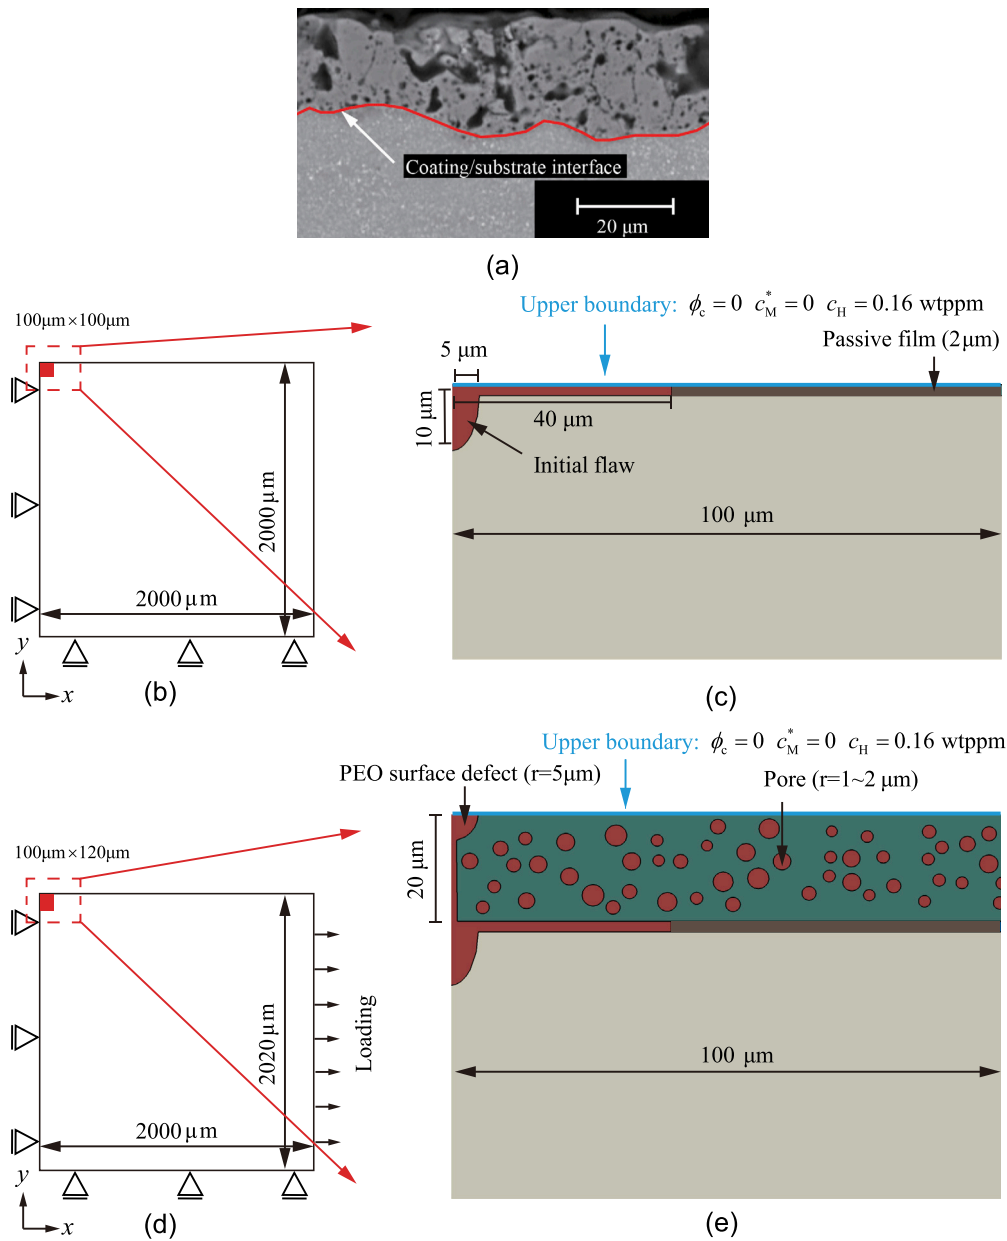 Coating/substrate interface
20 μm
(a)
100μm×100μm
2000μm
2000μm
y
x
(b)
Upper boundary: ϕc = 0 c*M = 0 cH = 0.16 wtppm
Passive film (2μm)
5 μm
10 μm
40 μm
Initial flaw
100 μm
(c)
100μm×120μm
2020μm
Loading
2000μm
y
x
(d)
Upper boundary: ϕc = 0 c*M = 0 cH = 0.16 wtppm
PEO surface defect (r=5μm)
Pore (r=1~2 μm)
20 μm
100 μm
(e)